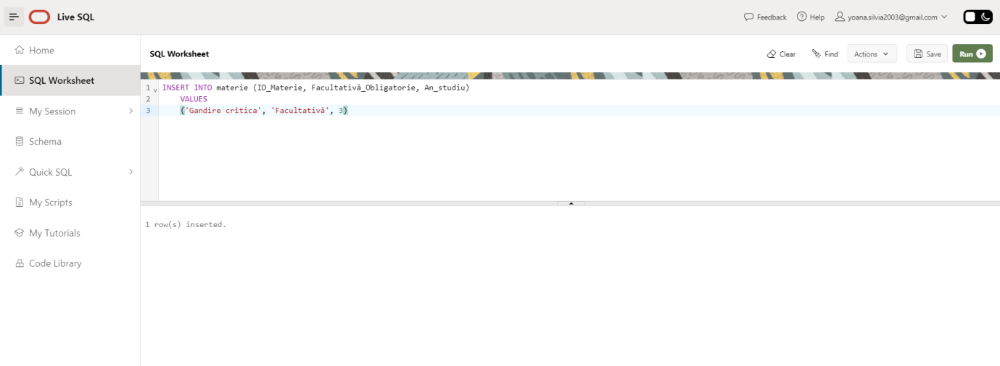 Live SQL
Feedback
Help
yoana.silvia2003@gmail.com
Home
SQL Worksheet
My Session
Schema
Quick SQL
My Scripts
My Tutorials
Code Library
SQL Worksheet
Clear
Find
Actions
Save
Run
1 INSERT INTO materie (ID_Materie, Facultativă_Obligatorie, An_studiu)
2 VALUES
3 ('Gandire critica', 'Facultativă', 3)
1 row(s) inserted.